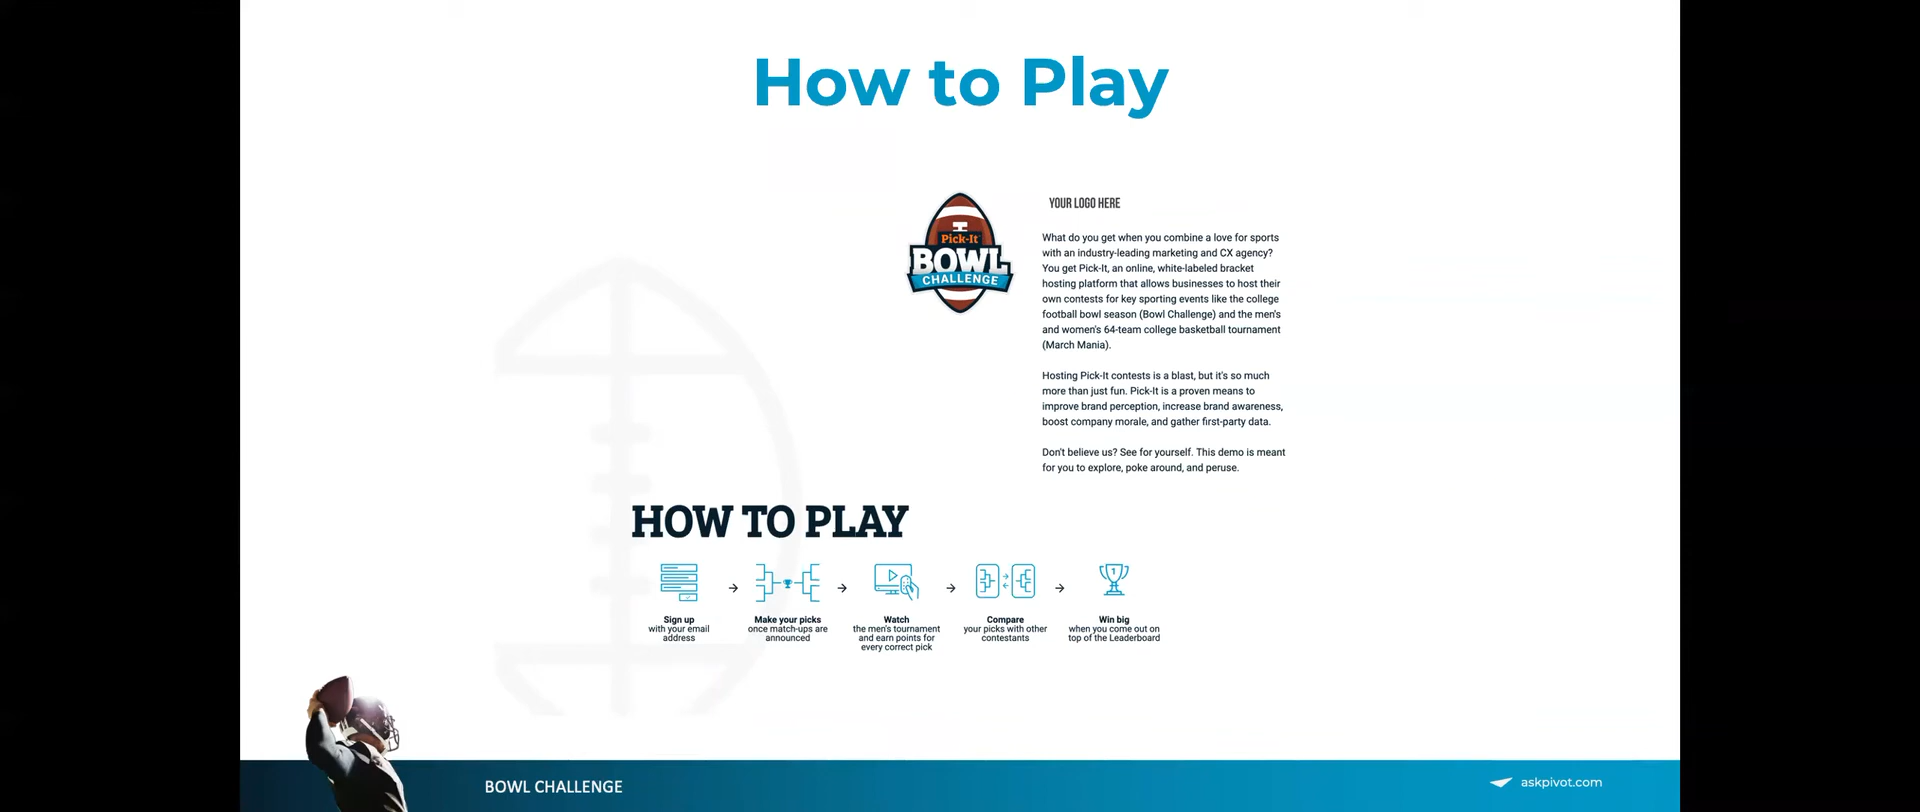 How to Play
Pick-It
BOWL
CHALLENGE
YOUR LOGO HERE
What do you get when you combine a love for sports
with an industry-leading marketing and CX agency?
You get Pick-It, an online, white-labeled bracket
hosting platform that allows businesses to host their
own contests for key sporting events like the college
football bowl season (Bowl Challenge) and the men's
and women's 64-team college basketball tournament
(March Mania).
Hosting Pick-It contests is a blast, but it's so much
more than just fun. Pick-It is a proven means to
improve brand perception, increase brand awareness,
boost company morale, and gather first-party data.
Don't believe us? See for yourself. This demo is meant
for you to explore, poke around, and peruse.
HOW TO PLAY
Sign up
with your email
address
Make your picks
once match-ups are
announced
Watch
the men's tournament
and earn points for
every correct pick
Compare
your picks with other
contestants
1
Win big
when you come out on
top of the Leaderboard
BOWL CHALLENGE
askpivot.com